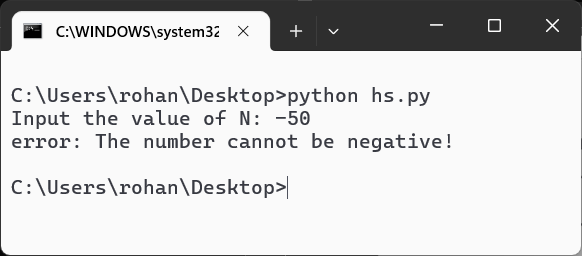 C:\WINDOWS\system32
C:\Users\rohan\Desktop>python hs.py
Input the value of N: -50
error: The number cannot be negative!
C:\Users\rohan\Desktop>